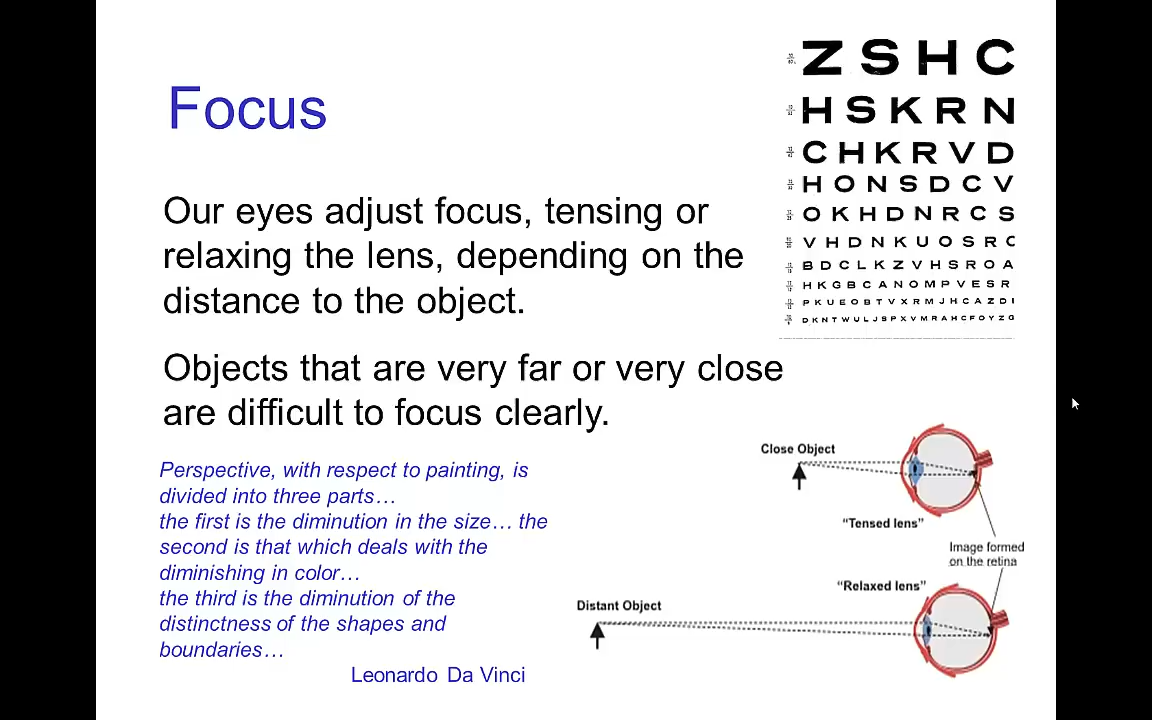 Focus
Our eyes adjust focus, tensing or
relaxing the lens, depending on the
distance to the object.
Objects that are very far or very close
are difficult to focus clearly.
Perspective, with respect to painting, is
divided into three parts…
the first is the diminution in the size… the
second is that which deals with the
diminishing in color…
the third is the diminution of the
distinctness of the shapes and
boundaries…
Leonardo Da Vinci
Z S H C
H S K R N
C H K R V D
H O N S D C V
O K H D N R C S
V H D N K U O S R C
B D C L K Z V H S R O A
H K G B C A N O M P V E S R
P K U E O B T V X R M J H C A Z D I
D K N T W U L J S P X V M R A H C F O Y Z G
Close Object
"Tensed lens"
Image formed
on the retina
"Relaxed lens"
Distant Object